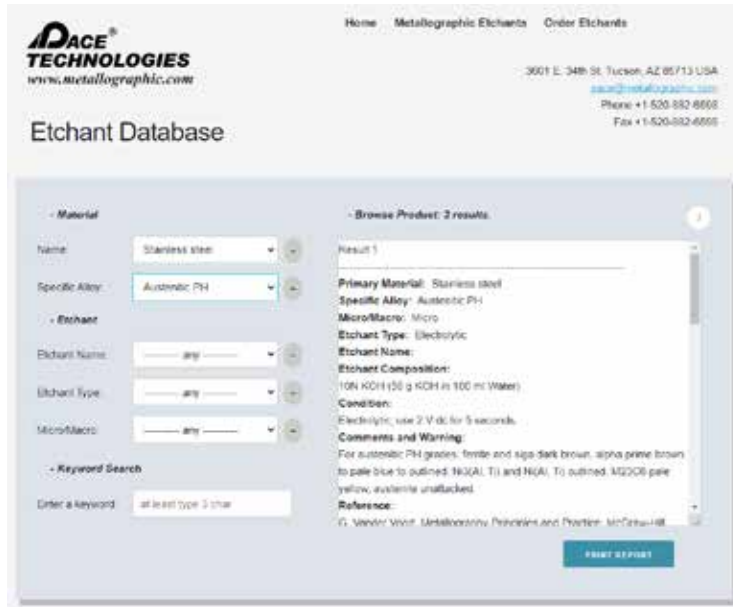 Home Metallographic Etchants Order Etchants
PACE®
TECHNOLOGIES
www.metallographic.com
3601 E. 34th St. Tucson, AZ 85713 USA
pace@metallographic.com
Phone +1-520-882-6598
Fax +1-520-882-6599
Etchant Database
- Material
Name: Stainless steel
Specific Alloy: Austenitic PH
- Etchant
Etchant Name: --------- any ---------
Etchant Type: --------- any ---------
Micro/Macro: --------- any ---------
- Keyword Search
Enter a keyword: at least type 3 char
- Browse Product: 2 results.
Result 1
Primary Material: Stainless steel
Specific Alloy: Austenitic PH
Micro/Macro: Micro
Etchant Type: Electrolytic
Etchant Name:
Etchant Composition:
10N KOH (50 g KOH in 100 ml Water)
Condition:
Electrolytic, use 2 V dc for 5 seconds.
Comments and Warning:
For austenitic PH grades: ferrite and siga dark brown, alpha prime brown
to pale blue to outlined. Ni3(Al, Ti) and Ni(Al, Ti) outlined. M23C6 pale
yellow, austenite unattacked.
Reference:
G. Vander Voort, Metallography Principles and Practice, McGraw-Hill,
PRINT REPORT